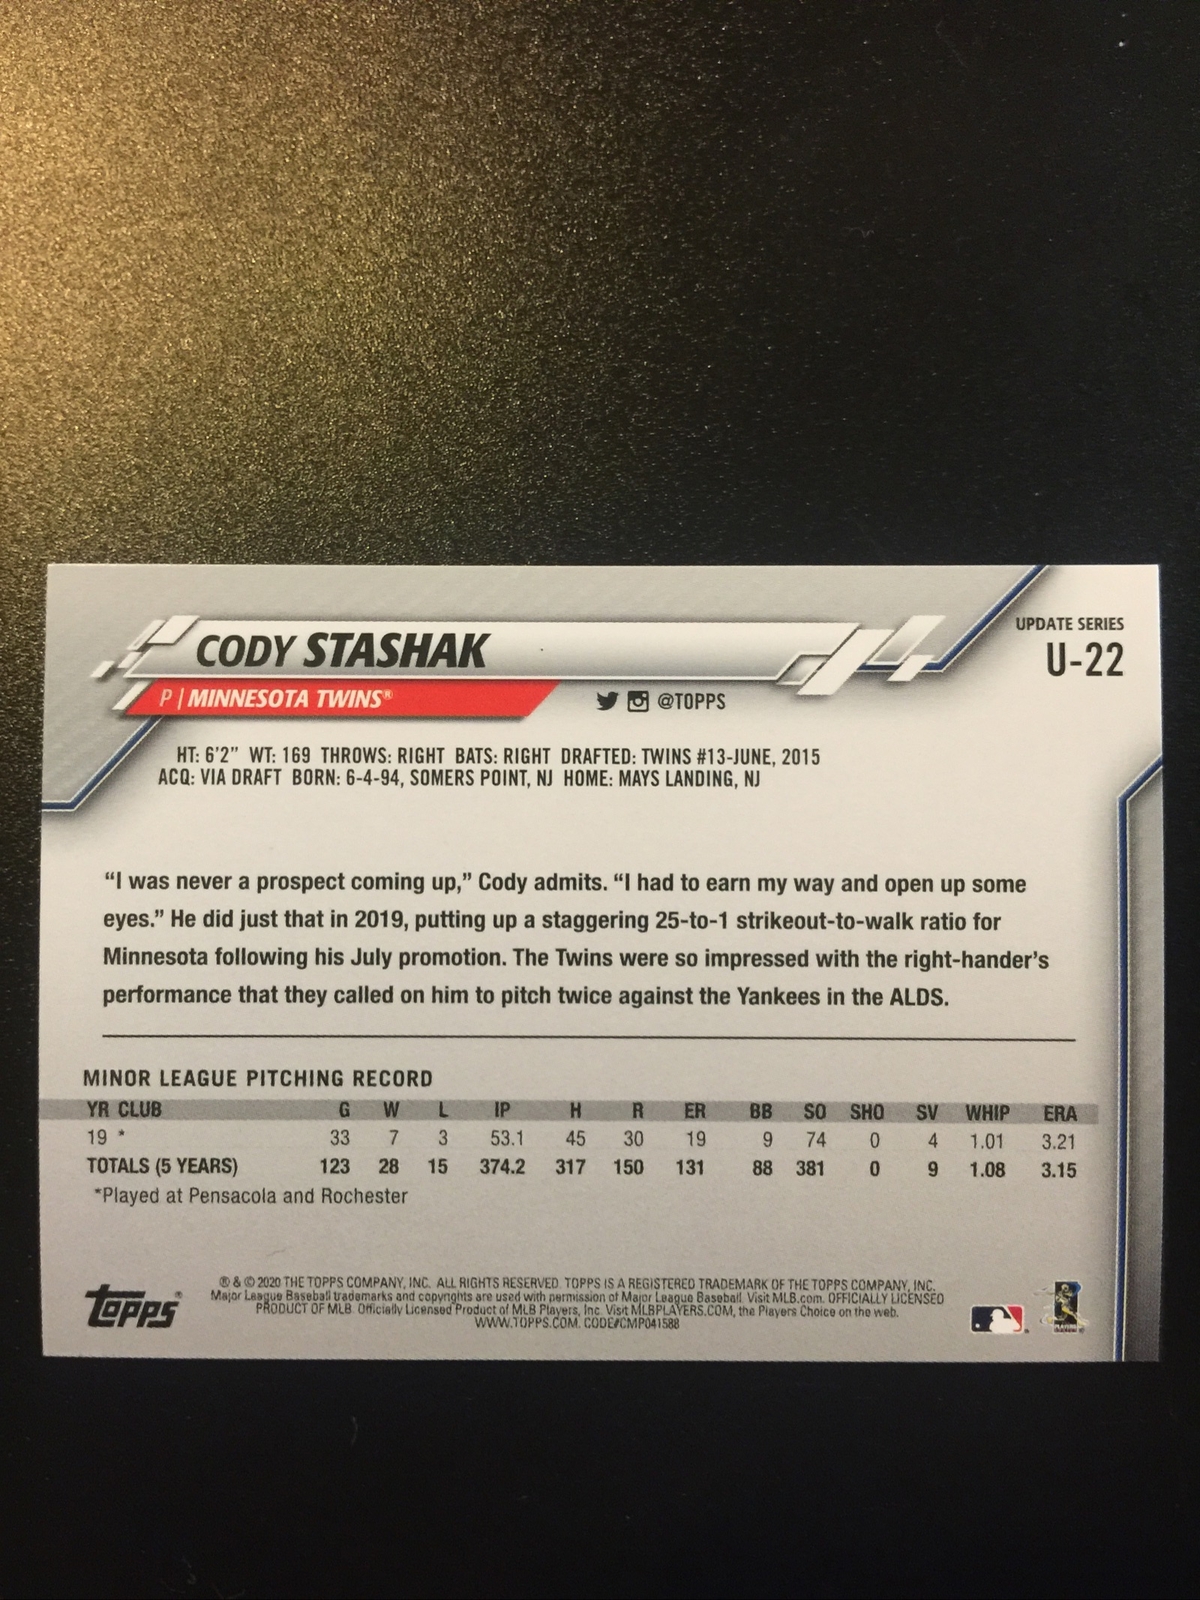 UPDATE SERIES
U-22
CODY STASHAK
P | MINNESOTA TWINS®
@TOPPS
HT: 6'2" WT: 169 THROWS: RIGHT BATS: RIGHT DRAFTED: TWINS #13-JUNE, 2015
ACQ: VIA DRAFT BORN: 6-4-94, SOMERS POINT, NJ HOME: MAYS LANDING, NJ
“I was never a prospect coming up,” Cody admits. “I had to earn my way and open up some
eyes.” He did just that in 2019, putting up a staggering 25-to-1 strikeout-to-walk ratio for
Minnesota following his July promotion. The Twins were so impressed with the right-hander’s
performance that they called on him to pitch twice against the Yankees in the ALDS.
MINOR LEAGUE PITCHING RECORD
YR CLUB G W L IP H R ER BB SO SHO SV WHIP ERA
19 * 33 7 3 53.1 45 30 19 9 74 0 4 1.01 3.21
TOTALS (5 YEARS) 123 28 15 374.2 317 150 131 88 381 0 9 1.08 3.15
*Played at Pensacola and Rochester
topps®
® & © 2020 THE TOPPS COMPANY, INC. ALL RIGHTS RESERVED. TOPPS IS A REGISTERED TRADEMARK OF THE TOPPS COMPANY, INC.
Major League Baseball trademarks and copyrights are used with permission of Major League Baseball. Visit MLB.com. OFFICIALLY LICENSED
PRODUCT OF MLB. Officially Licensed Product of MLB Players, Inc. Visit MLBPLAYERS.COM, the Players Choice on the web.
WWW.TOPPS.COM. CODE#CMP041588